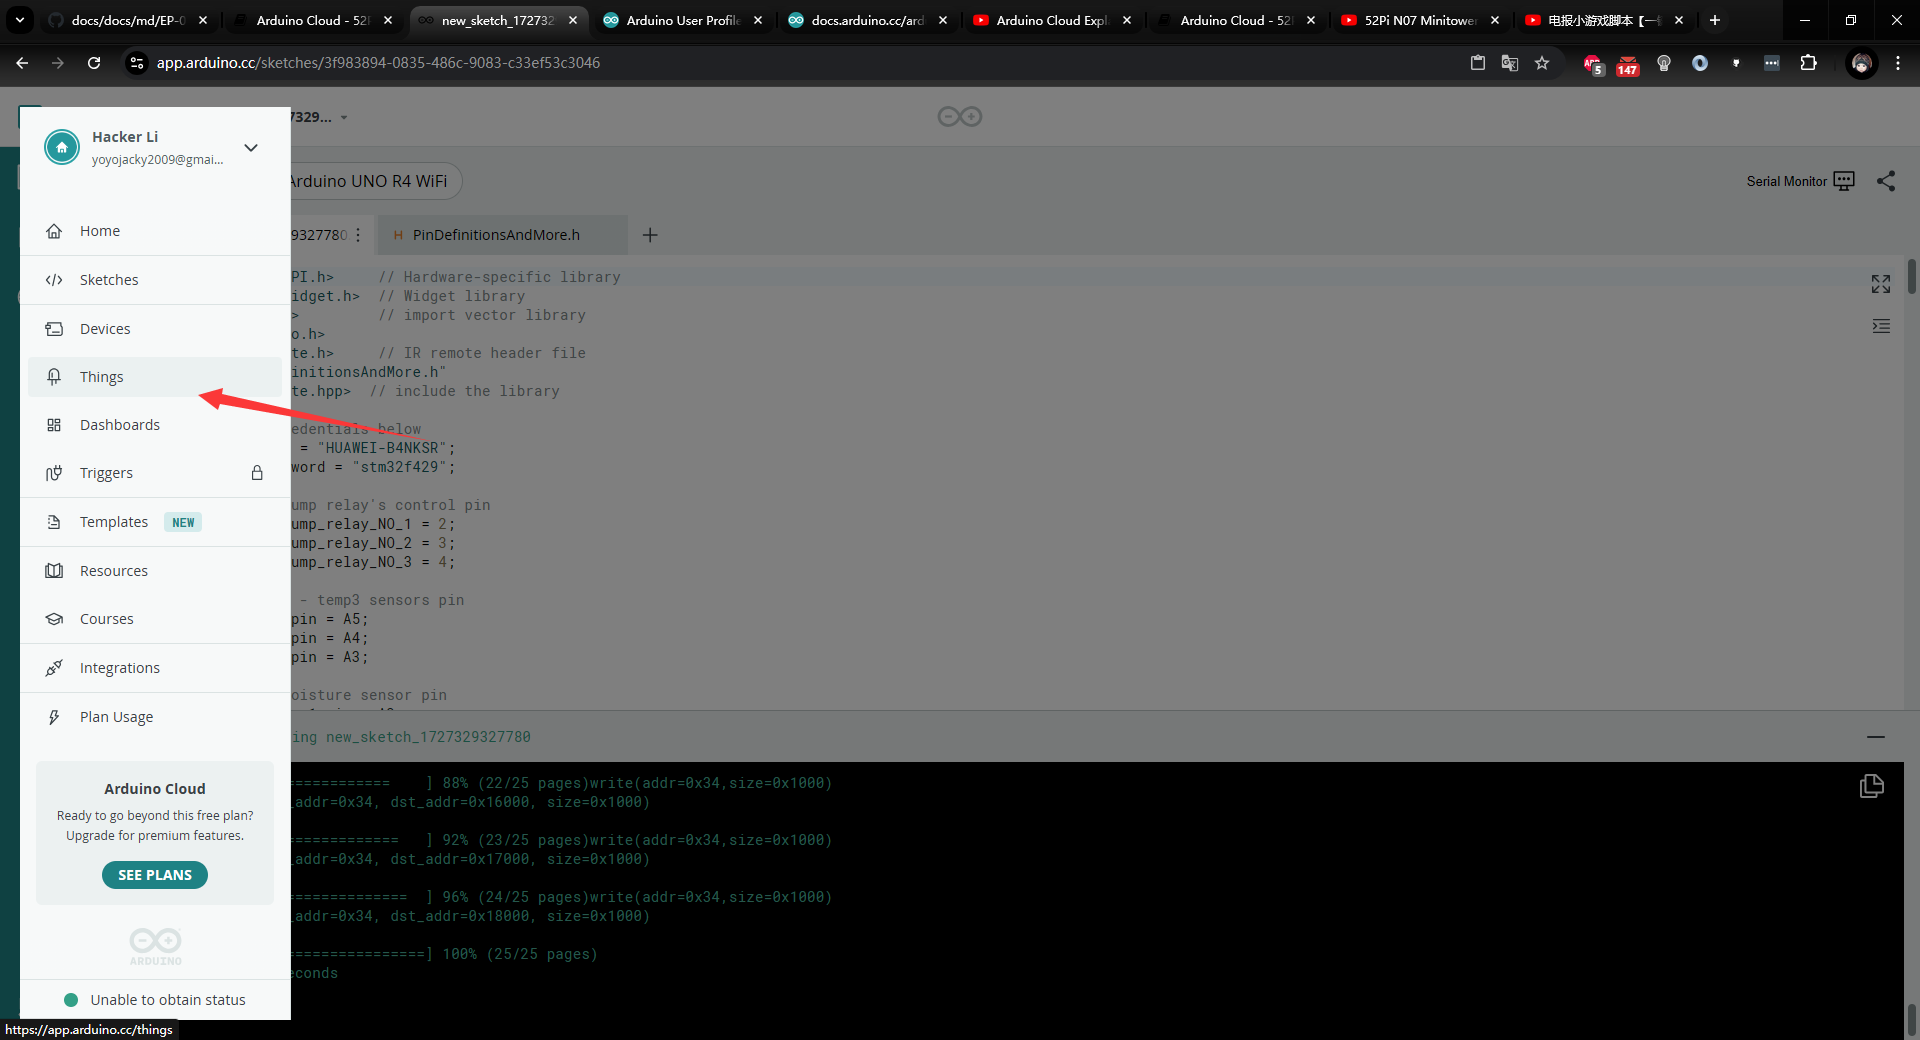 docs/docs/md/EP-0
Arduino Cloud - 52P
new_sketch_17273
Arduino User Profile
docs.arduino.cc/ard
Arduino Cloud Expl
Arduino Cloud - 52P
52Pi N07 Minitower
电报小游戏脚本【一
app.arduino.cc/sketches/3f983894-0835-486c-9083-c33ef53c3046
5
147
7329...
Hacker Li
yoyojacky2009@gmai...
Arduino UNO R4 WiFi
Serial Monitor
Home
9327780
H PinDefinitionsAndMore.h
Sketches
PI.h> // Hardware-specific library
idget.h> // Widget library
> // import vector library
Devices
o.h>
te.h> // IR remote header file
Things
initionsAndMore.h"
te.hpp> // include the library
Dashboards
edentials below
= "HUAWEI-B4NKSR";
Triggers
word = "stm32f429";
ump relay's control pin
Templates NEW
ump_relay_NO_1 = 2;
ump_relay_NO_2 = 3;
ump_relay_NO_3 = 4;
Resources
- temp3 sensors pin
Courses
pin = A5;
pin = A4;
pin = A3;
Integrations
oisture sensor pin
Plan Usage
ing new_sketch_1727329327780
Arduino Cloud
Ready to go beyond this free plan?
Upgrade for premium features.
SEE PLANS
============ ] 88% (22/25 pages)write(addr=0x34,size=0x1000)
_addr=0x34, dst_addr=0x16000, size=0x1000)
============= ] 92% (23/25 pages)write(addr=0x34,size=0x1000)
_addr=0x34, dst_addr=0x17000, size=0x1000)
============== ] 96% (24/25 pages)write(addr=0x34,size=0x1000)
_addr=0x34, dst_addr=0x18000, size=0x1000)
================] 100% (25/25 pages)
econds
ARDUINO
Unable to obtain status
https://app.arduino.cc/things